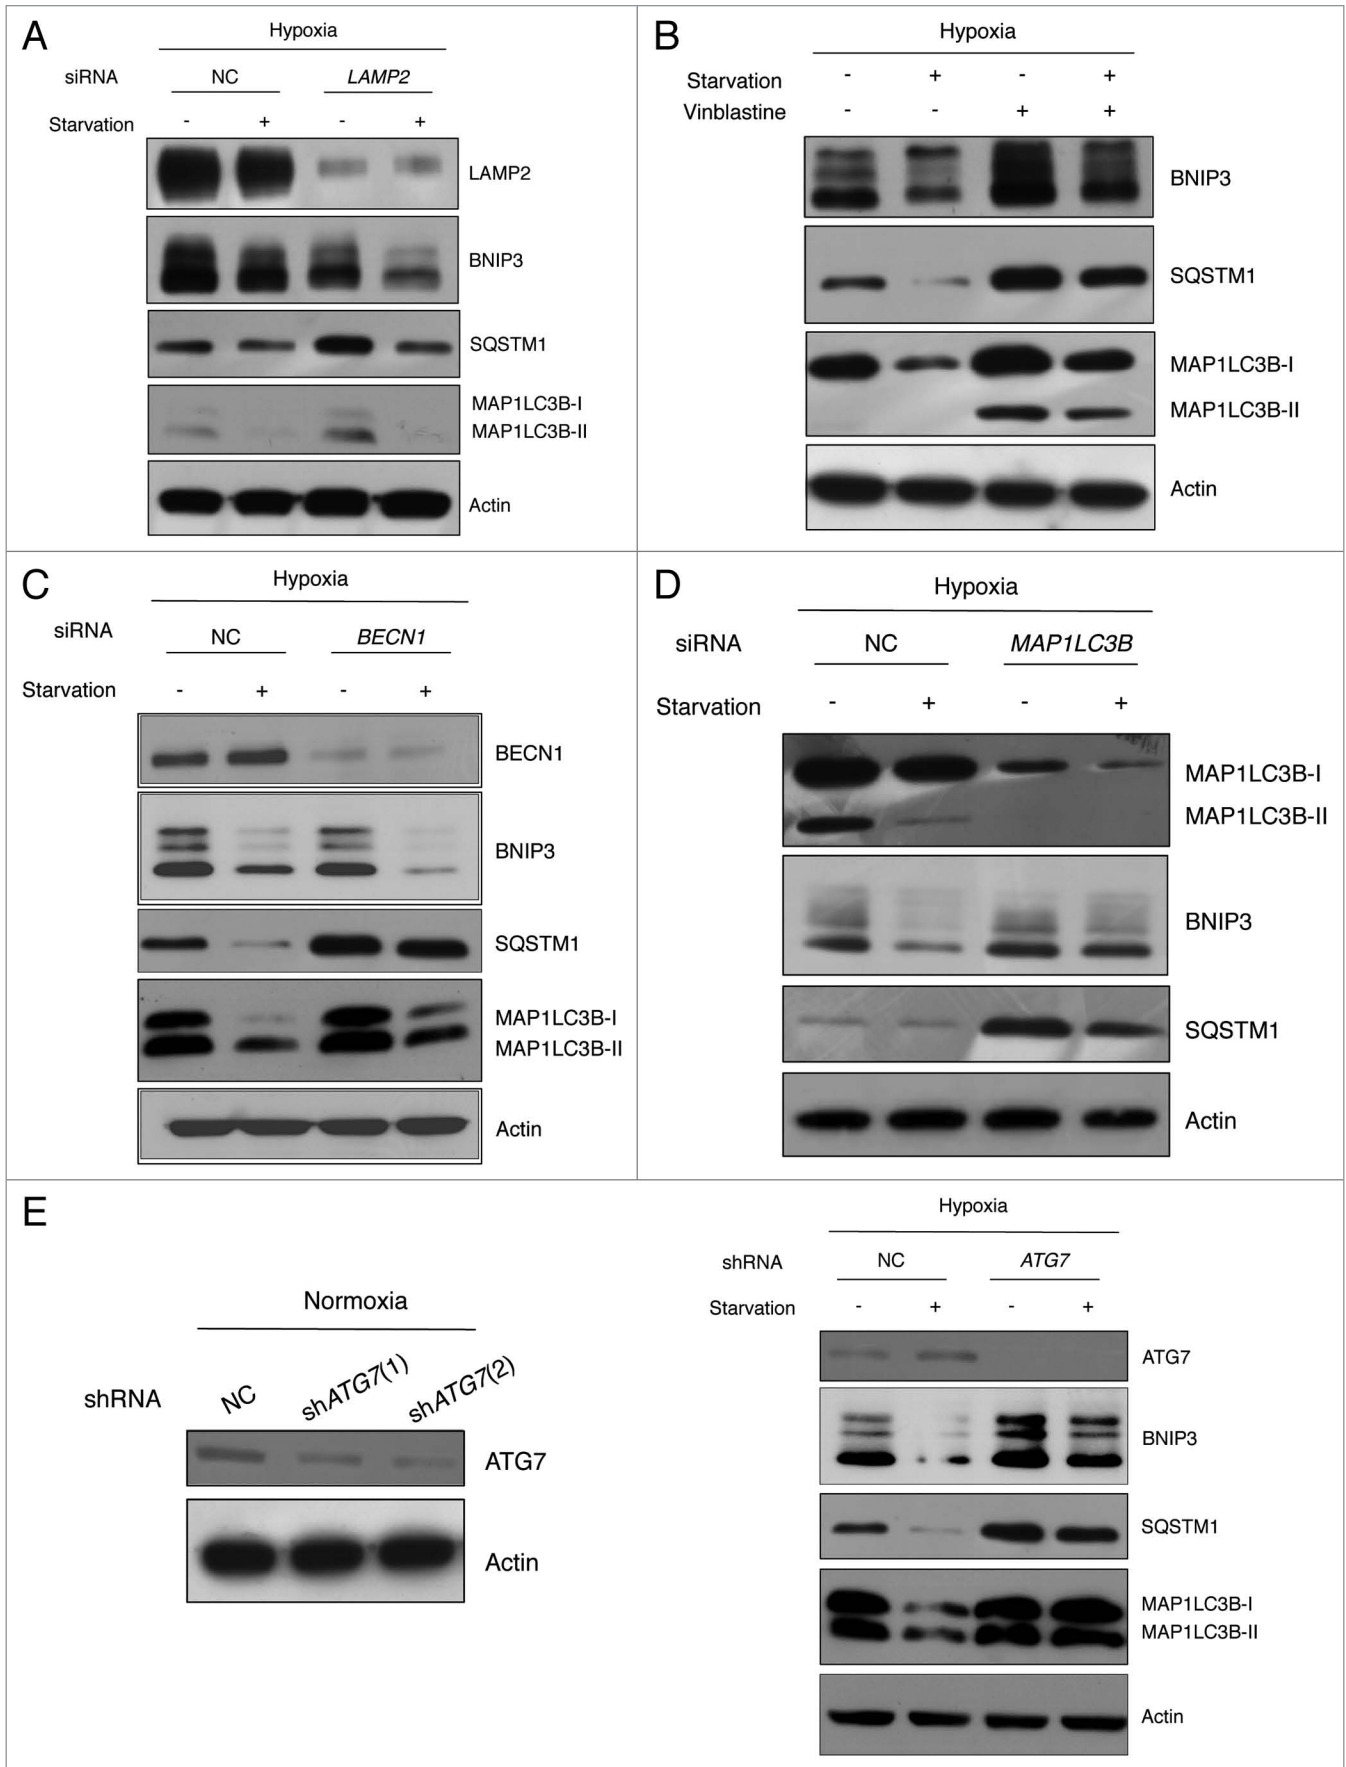 A
Hypoxia
siRNA NC LAMP2
Starvation - + - +
LAMP2
BNIP3
SQSTM1
MAP1LC3B-I
MAP1LC3B-II
Actin
B
Hypoxia
Starvation - + - +
Vinblastine - - + +
BNIP3
SQSTM1
MAP1LC3B-I
MAP1LC3B-II
Actin
C
Hypoxia
siRNA NC BECN1
Starvation - + - +
BECN1
BNIP3
SQSTM1
MAP1LC3B-I
MAP1LC3B-II
Actin
D
Hypoxia
siRNA NC MAP1LC3B
Starvation - + - +
MAP1LC3B-I
MAP1LC3B-II
BNIP3
SQSTM1
Actin
E
Normoxia
shRNA NC shATG7(1) shATG7(2)
ATG7
Actin
Hypoxia
shRNA NC ATG7
Starvation - + - +
ATG7
BNIP3
SQSTM1
MAP1LC3B-I
MAP1LC3B-II
Actin